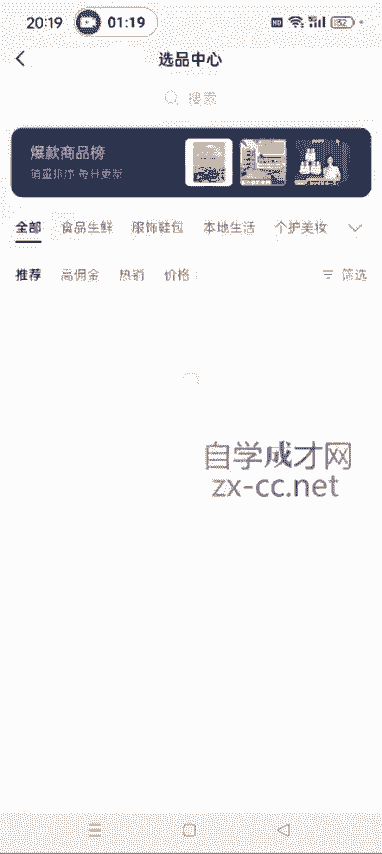 20:19 01:19 HD 82
选品中心
搜索
爆款商品榜
销量排序 每日更新
全部 食品生鲜 服饰鞋包 本地生活 个护美妆
推荐 高佣金 热销 价格 筛选
自学成才网
zx-cc.net